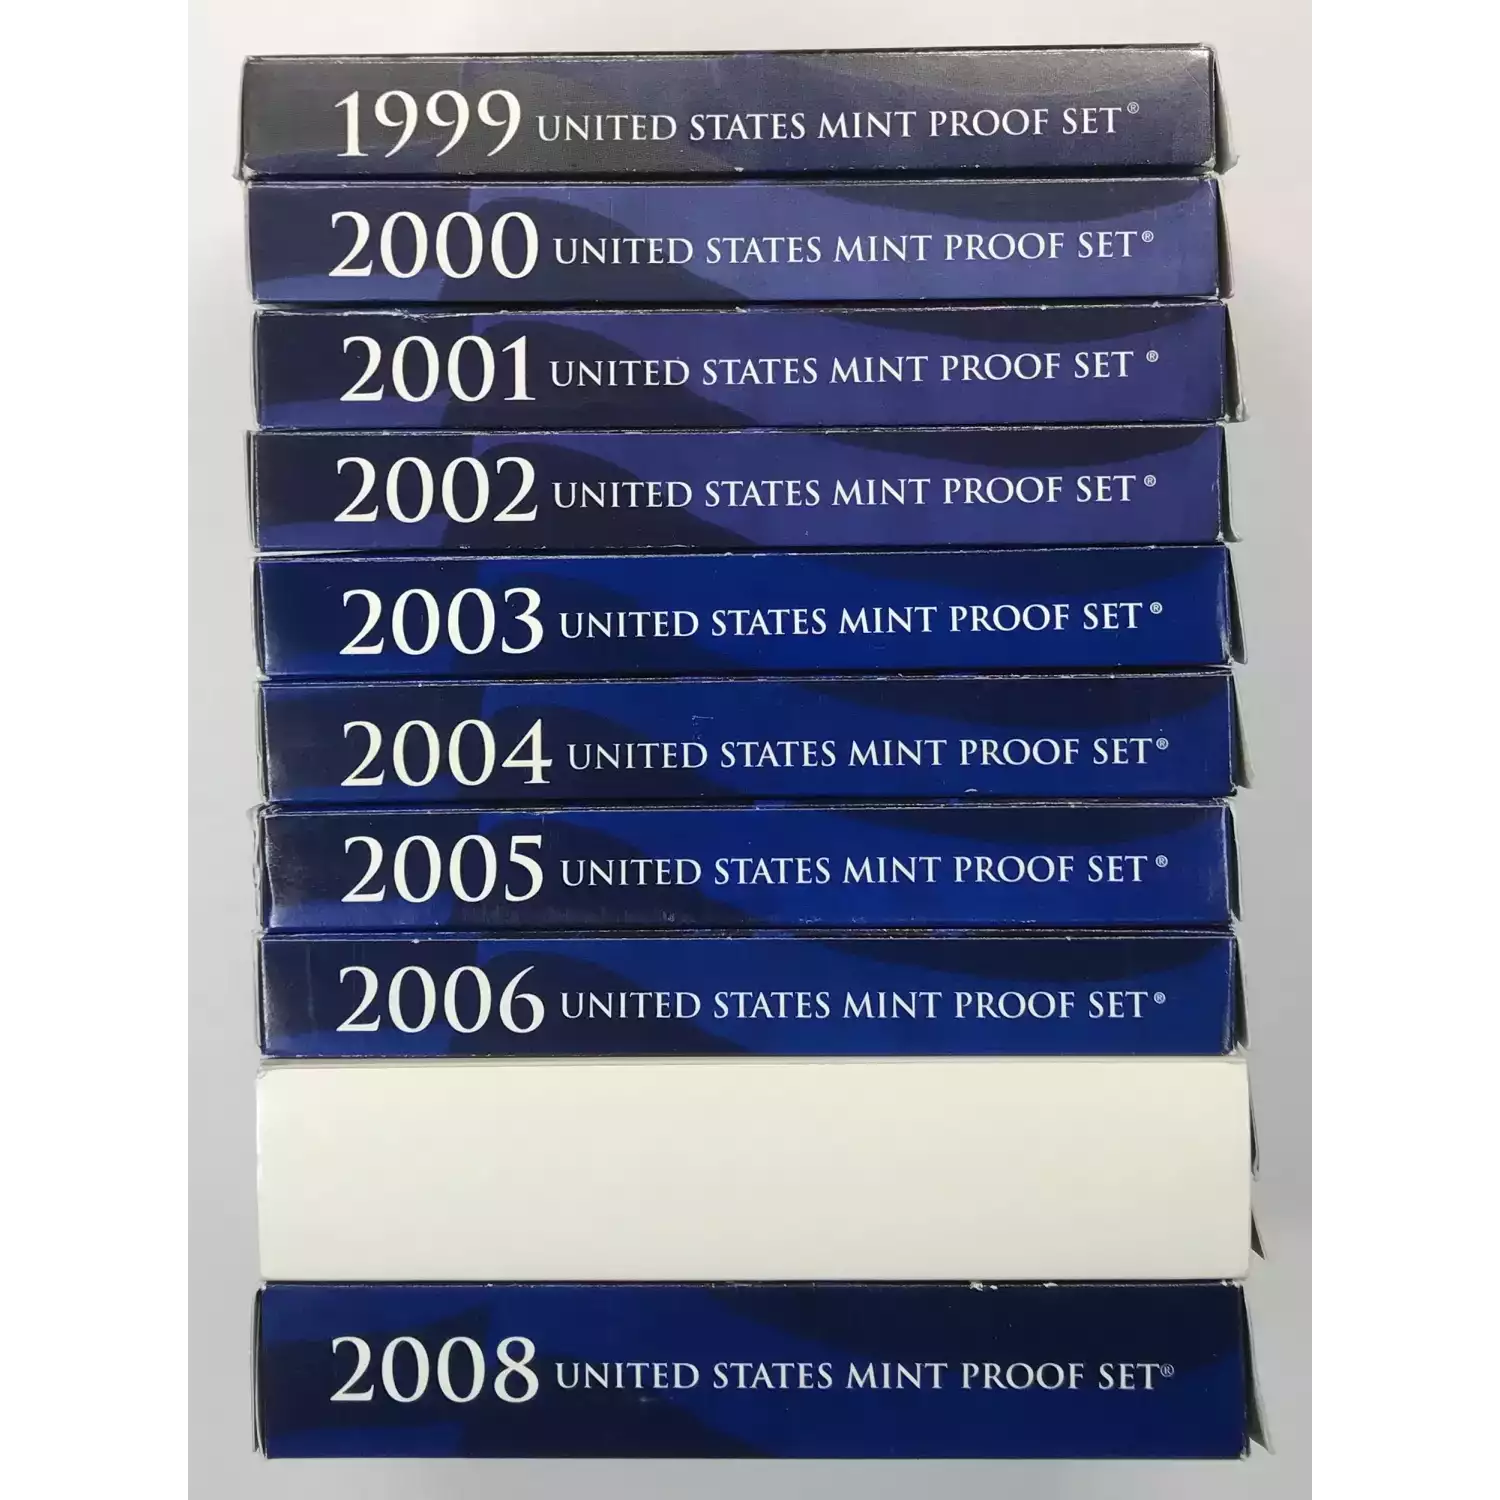 1999 UNITED STATES MINT PROOF SET®
2000 UNITED STATES MINT PROOF SET®
2001 UNITED STATES MINT PROOF SET ®
2002 UNITED STATES MINT PROOF SET ®
2003 UNITED STATES MINT PROOF SET ®
2004 UNITED STATES MINT PROOF SET®
2005 UNITED STATES MINT PROOF SET ®
2006 UNITED STATES MINT PROOF SET ®
2008 UNITED STATES MINT PROOF SET®